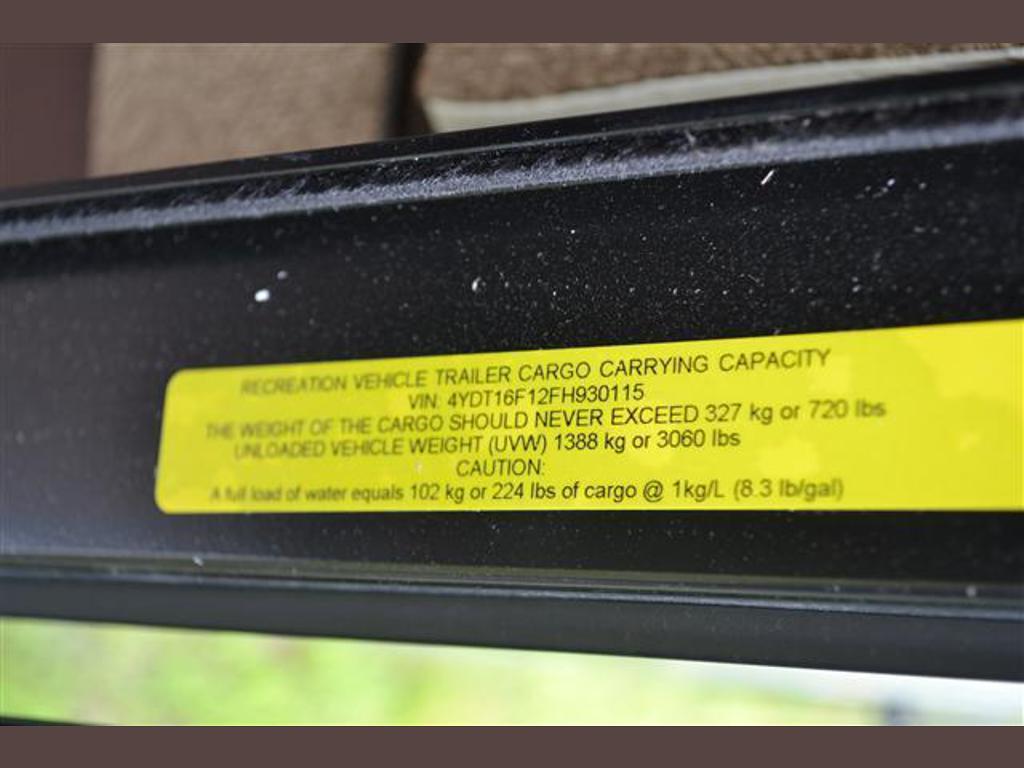 RECREATION VEHICLE TRAILER CARGO CARRYING CAPACITY
VIN: 4YDT16F12FH930115
THE WEIGHT OF THE CARGO SHOULD NEVER EXCEED 327 kg or 720 lbs
UNLOADED VEHICLE WEIGHT (UVW) 1388 kg or 3060 lbs
CAUTION:
A full load of water equals 102 kg or 224 lbs of cargo @ 1kg/L (8.3 lb/gal)